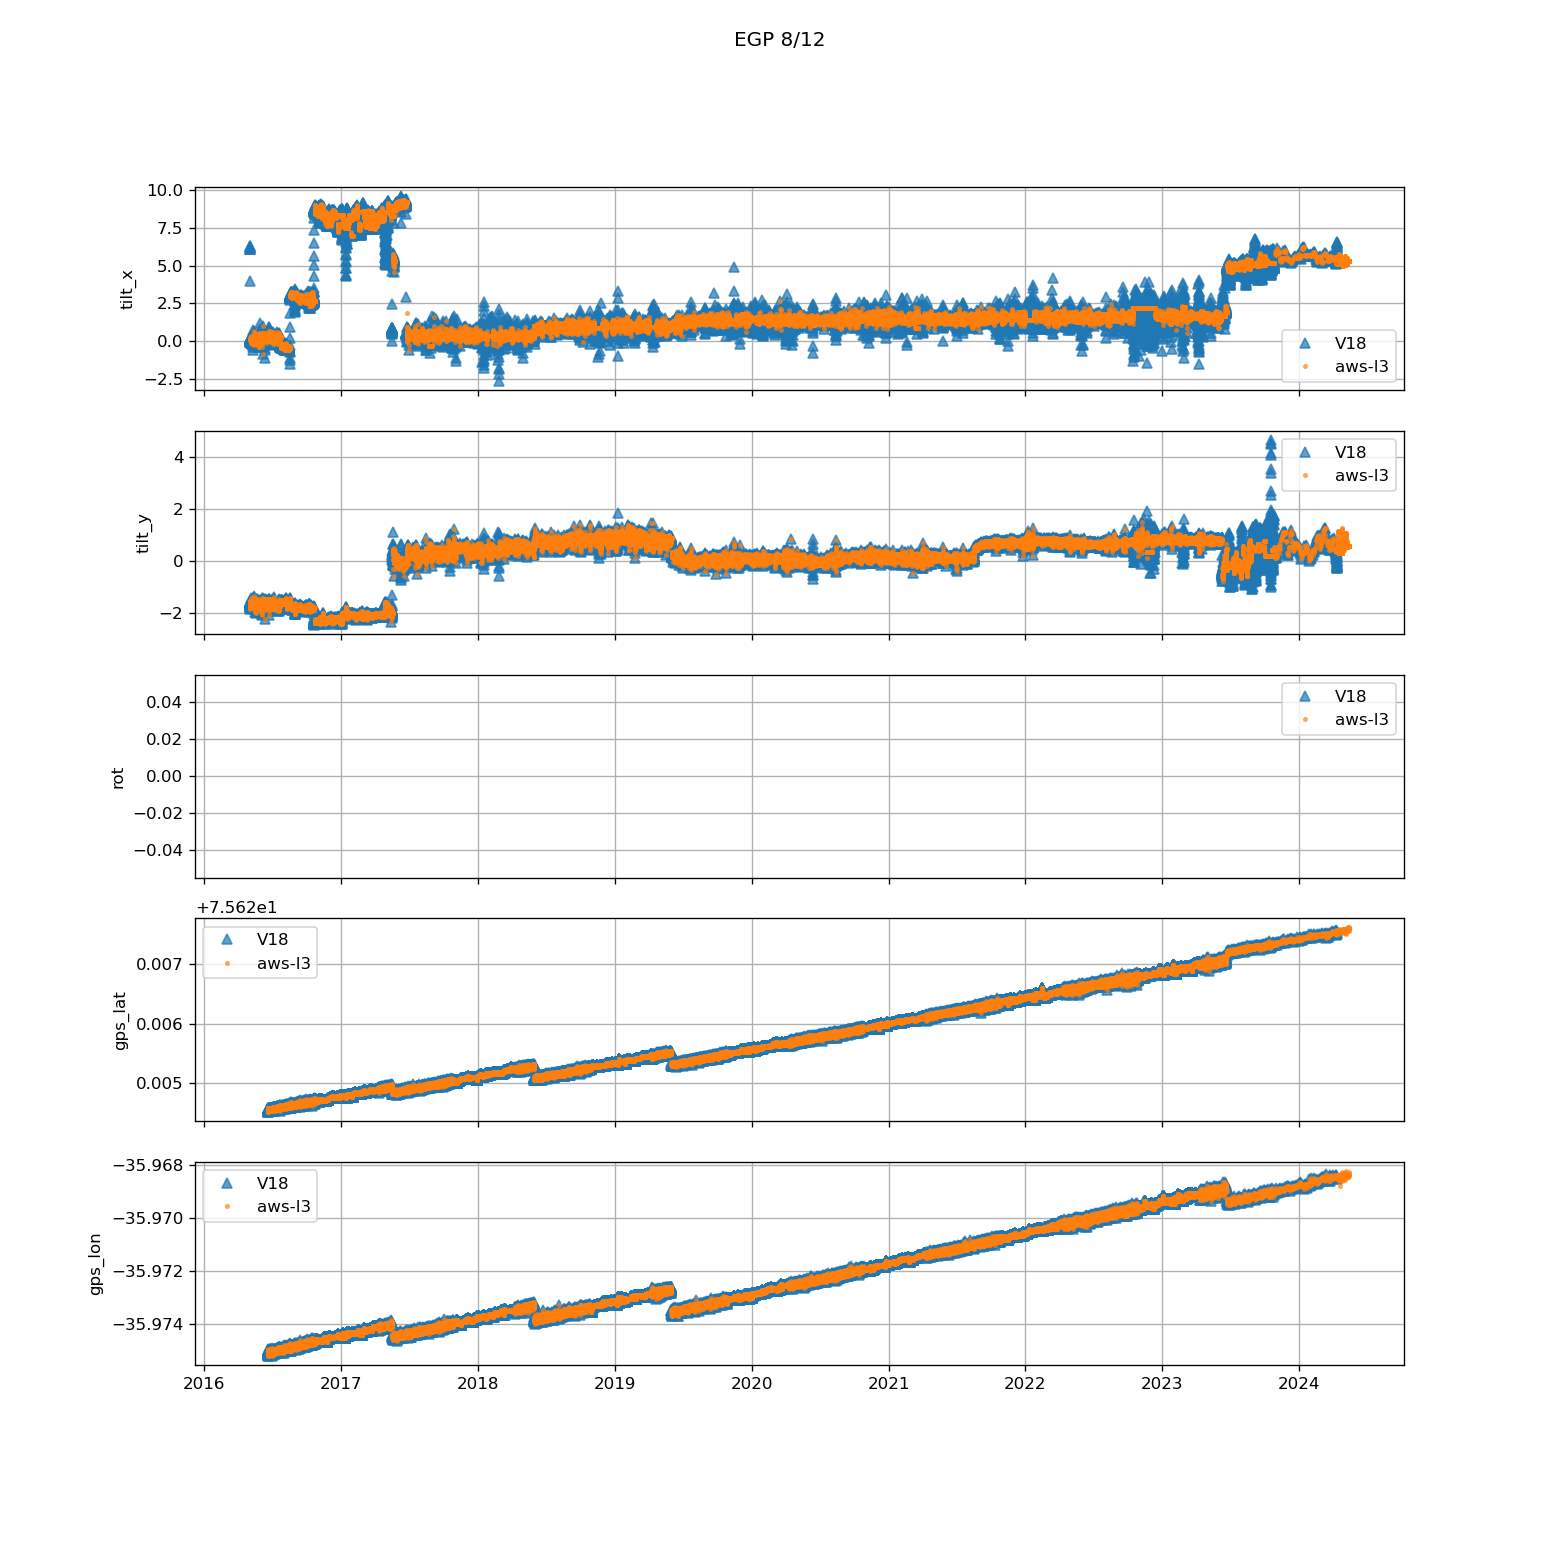 EGP 8/12
10.0
7.5
5.0
2.5
0.0
−2.5
tilt_x
V18
aws-l3
4
2
0
−2
tilt_y
V18
aws-l3
0.04
0.02
0.00
−0.02
−0.04
rot
V18
aws-l3
+7.562e1
0.007
0.006
0.005
gps_lat
V18
aws-l3
−35.968
−35.970
−35.972
−35.974
gps_lon
V18
aws-l3
2016 2017 2018 2019 2020 2021 2022 2023 2024